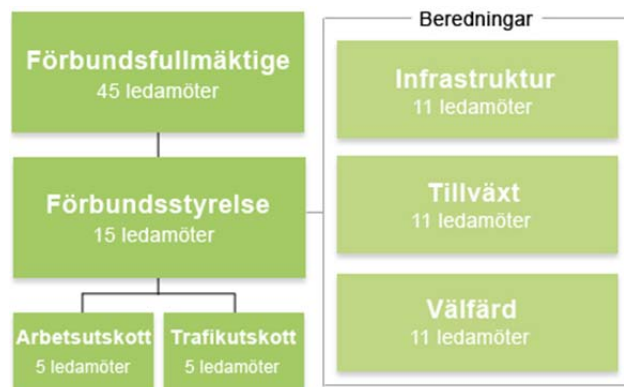 Förbundsfullmäktige
45 ledamöter
Förbundsstyrelse
15 ledamöter
Arbetsutskott
5 ledamöter
Trafikutskott
5 ledamöter
Beredningar
Infrastruktur
11 ledamöter
Tillväxt
11 ledamöter
Välfärd
11 ledamöter